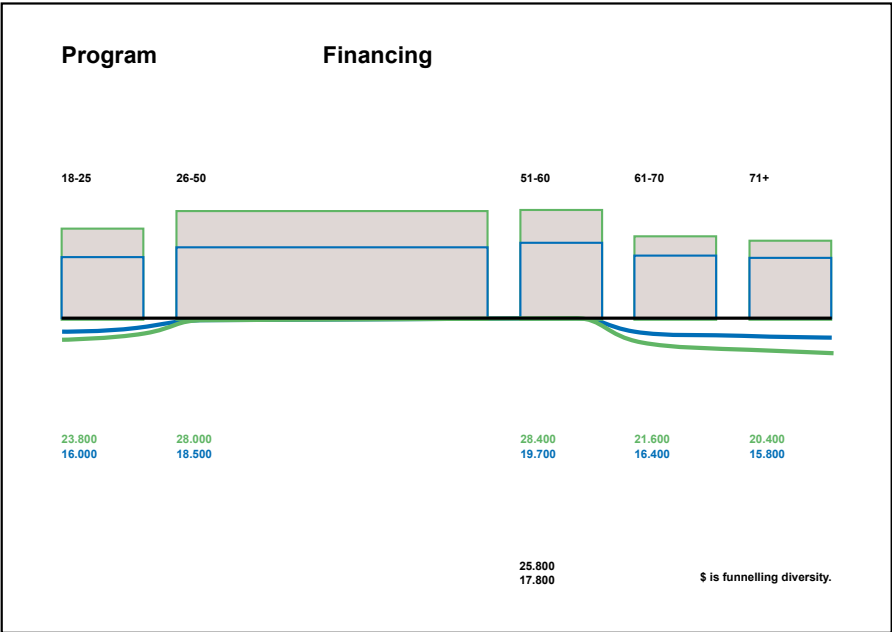 Program Financing
18-25 26-50 51-60 61-70 71+
23.800 28.000 28.400 21.600 20.400
16.000 18.500 19.700 16.400 15.800
25.800
17.800 $ is funnelling diversity.